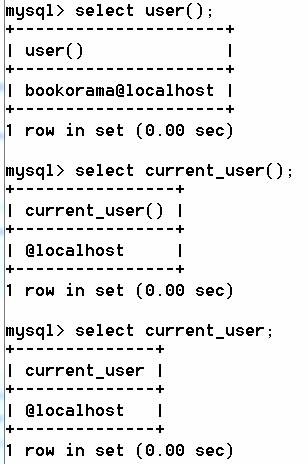 mysql> select user();
+--------------------+
| user()             |
+--------------------+
| bookorama@localhost |
+--------------------+
1 row in set (0.00 sec)
mysql> select current_user();
+----------------+
| current_user() |
+----------------+
| @localhost     |
+----------------+
1 row in set (0.00 sec)
mysql> select current_user;
+--------------+
| current_user |
+--------------+
| @localhost   |
+--------------+
1 row in set (0.00 sec)